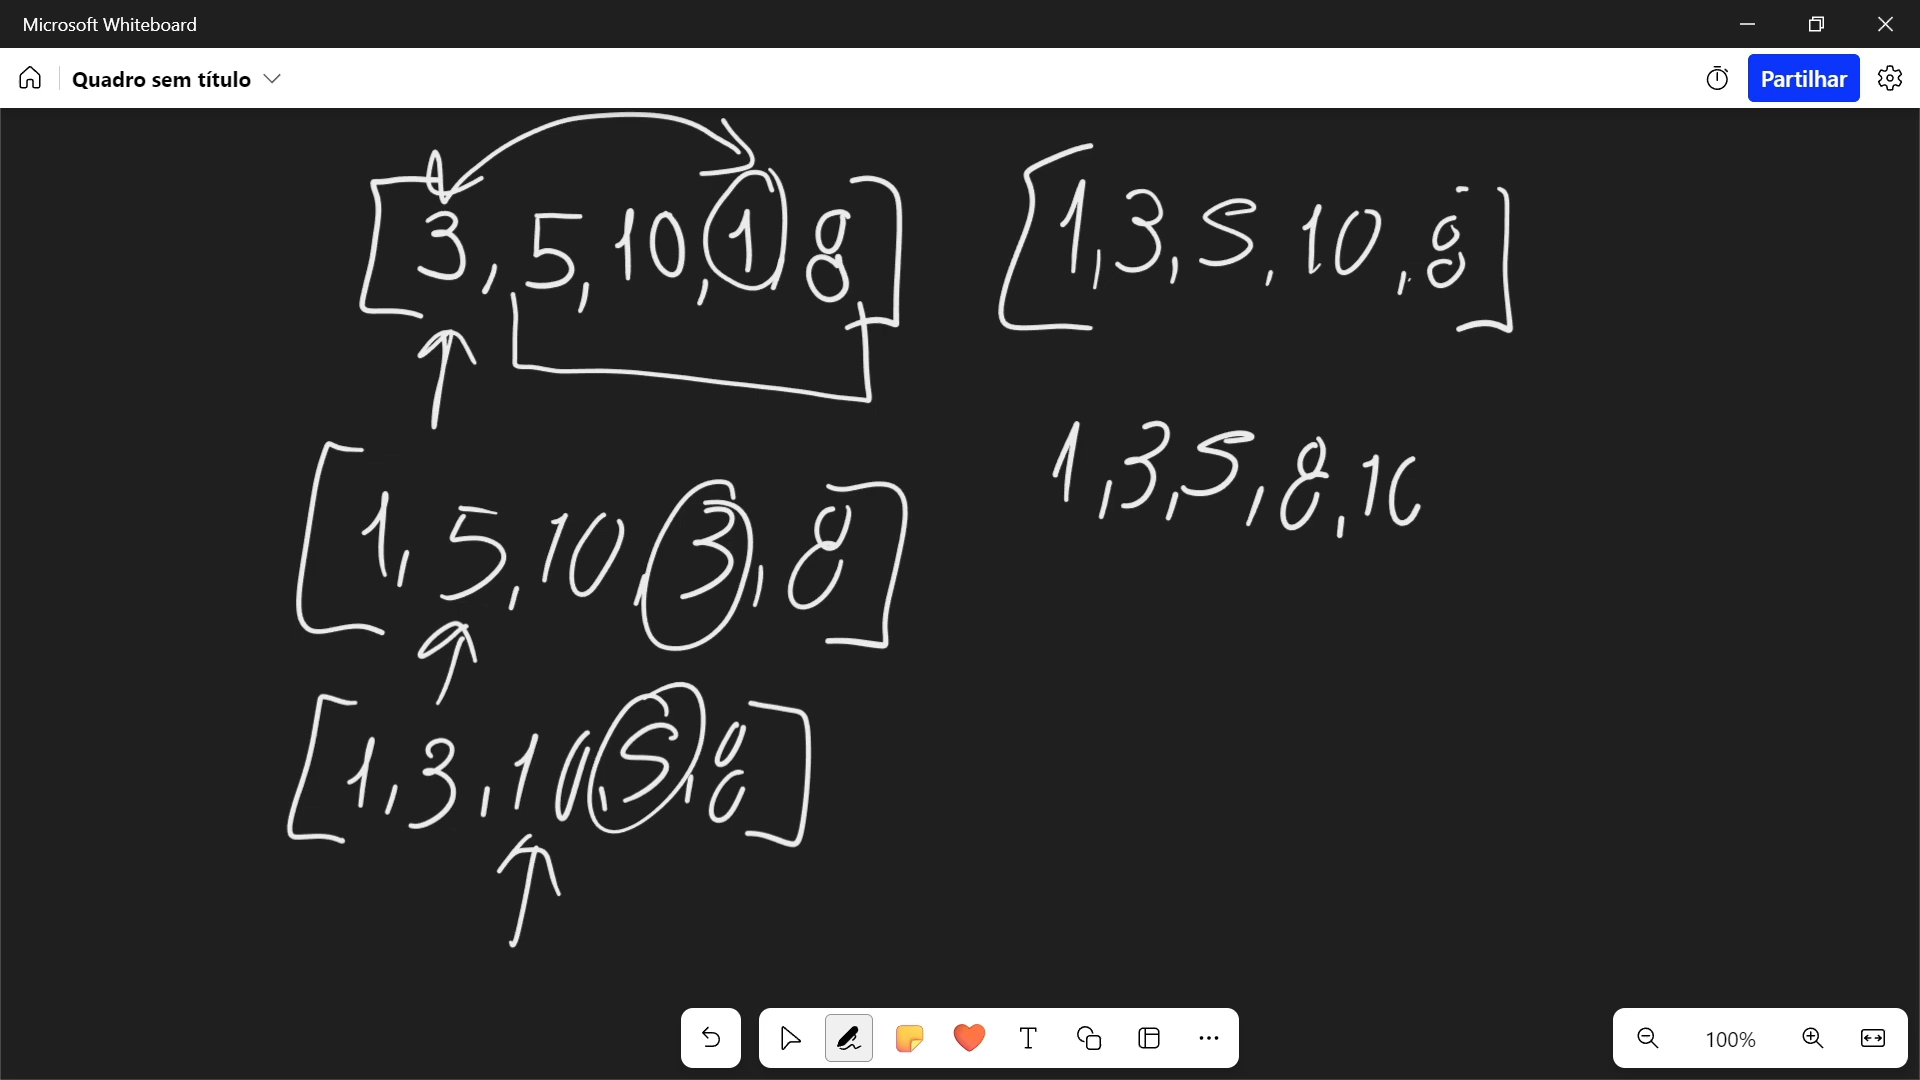 Microsoft Whiteboard
Quadro sem título
Partilhar
[3, 5, 10, 1 8]
[1, 5, 10, 3, 8]
[1, 3, 10, 5, 8]
[1, 3, 5, 10, 8]
1, 3, 5, 8, 10
100%